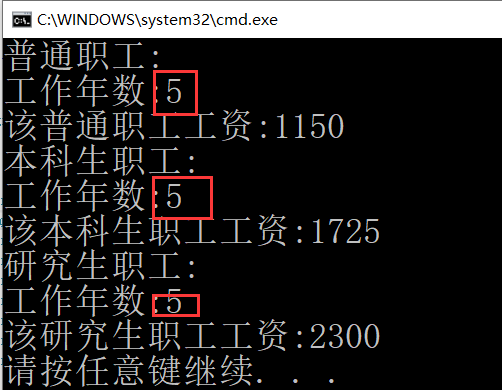 C:\WINDOWS\system32\cmd.exe
普通职工:
工作年数:5
该普通职工工资:1150
本科生职工:
工作年数:5
该本科生职工工资:1725
研究生职工:
工作年数:5
该研究生职工工资:2300
请按任意键继续. . .